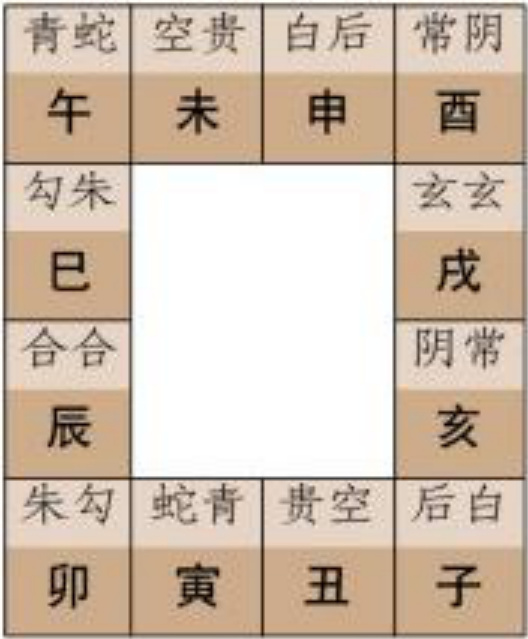 青蛇 空贵 白后 常阴
午 未 申 酉
勾朱 玄玄
巳 戌
合合 阴常
辰 亥
朱勾 蛇青 贵空 后白
卯 寅 丑 子